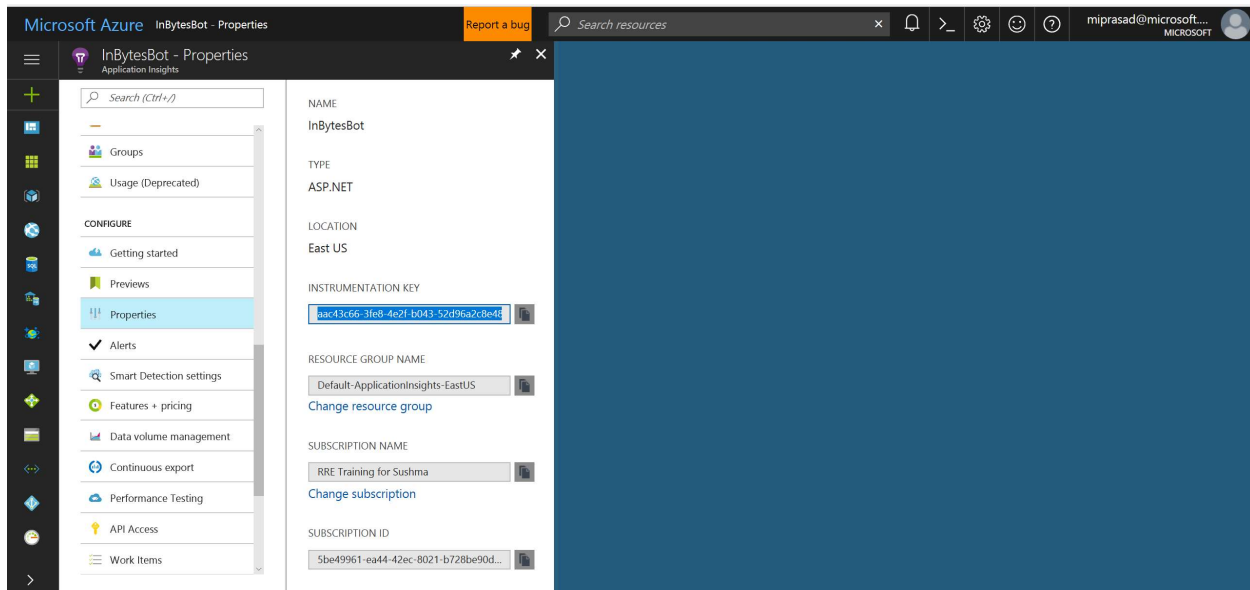 Microsoft Azure InBytesBot - Properties
Report a bug
Search resources
miprasad@microsoft....
MICROSOFT
InBytesBot - Properties
Application Insights
Search (Ctrl+/)
Groups
Usage (Deprecated)
CONFIGURE
Getting started
Previews
Properties
Alerts
Smart Detection settings
Features + pricing
Data volume management
Continuous export
Performance Testing
API Access
Work Items
NAME
InBytesBot
TYPE
ASP.NET
LOCATION
East US
INSTRUMENTATION KEY
aac43c66-3fe8-4e2f-b043-52d96a2c8e48
RESOURCE GROUP NAME
Default-ApplicationInsights-EastUS
Change resource group
SUBSCRIPTION NAME
RRE Training for Sushma
Change subscription
SUBSCRIPTION ID
5be49961-ea44-42ec-8021-b728be90d...